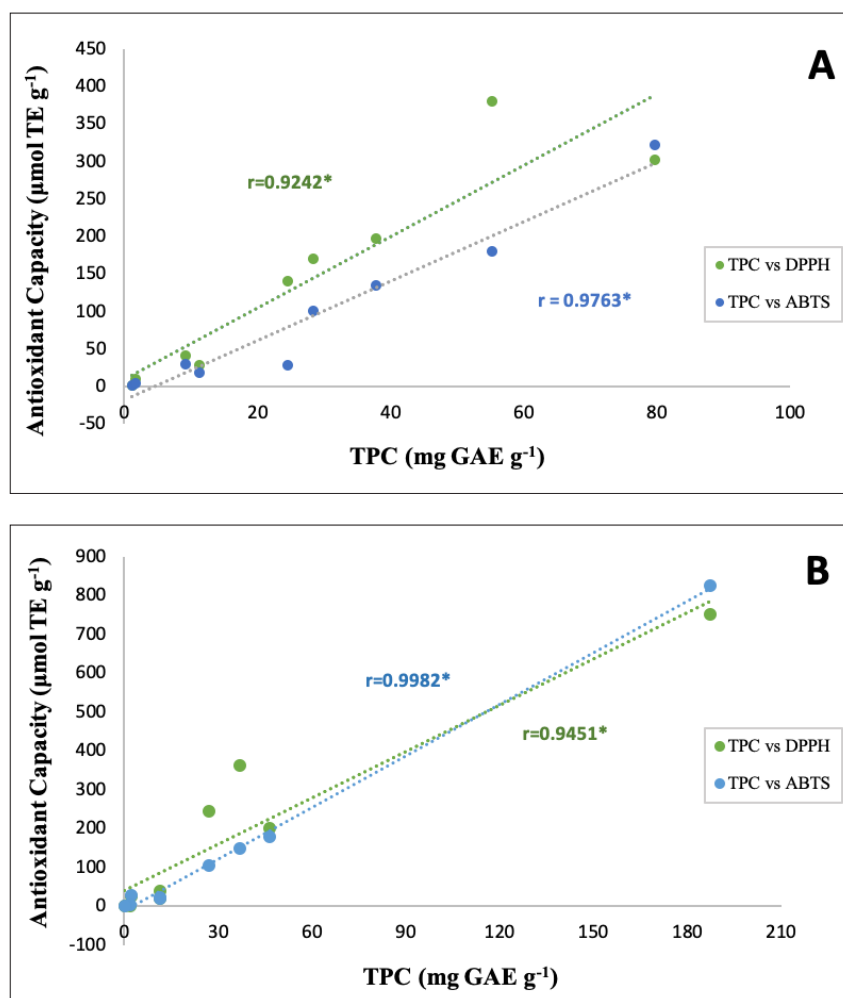 A
450
400
350
300
250
200
150
100
50
0
-50
Antioxidant Capacity (µmol TE g⁻¹)
r=0.9242*
r = 0.9763*
TPC vs DPPH
TPC vs ABTS
0 20 40 60 80 100
TPC (mg GAE g⁻¹)
B
900
800
700
600
500
400
300
200
100
0
-100
Antioxidant Capacity (µmol TE g⁻¹)
r=0.9982*
r=0.9451*
TPC vs DPPH
TPC vs ABTS
0 30 60 90 120 150 180 210
TPC (mg GAE g⁻¹)